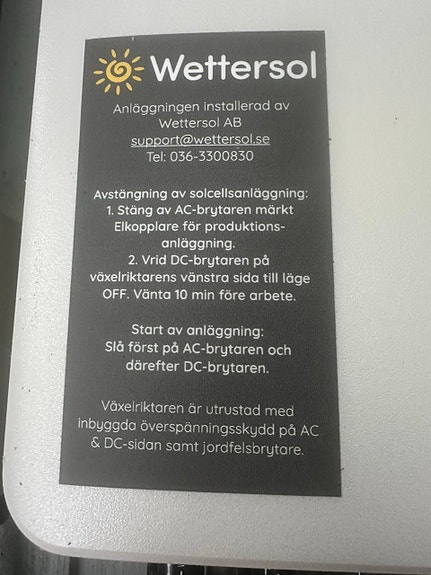 Wettersol
Anläggningen installerad av
Wettersol AB
support@wettersol.se
Tel: 036-3300830
Avstängning av solcellsanläggning:
1. Stäng av AC-brytaren märkt
Elkopplare för produktions-
anläggning.
2. Vrid DC-brytaren på
växelriktarens vänstra sida till läge
OFF. Vänta 10 min före arbete.
Start av anläggning:
Slå först på AC-brytaren och
därefter DC-brytaren.
Växelriktaren är utrustad med
inbyggda överspänningsskydd på AC
& DC-sidan samt jordfelsbrytare.